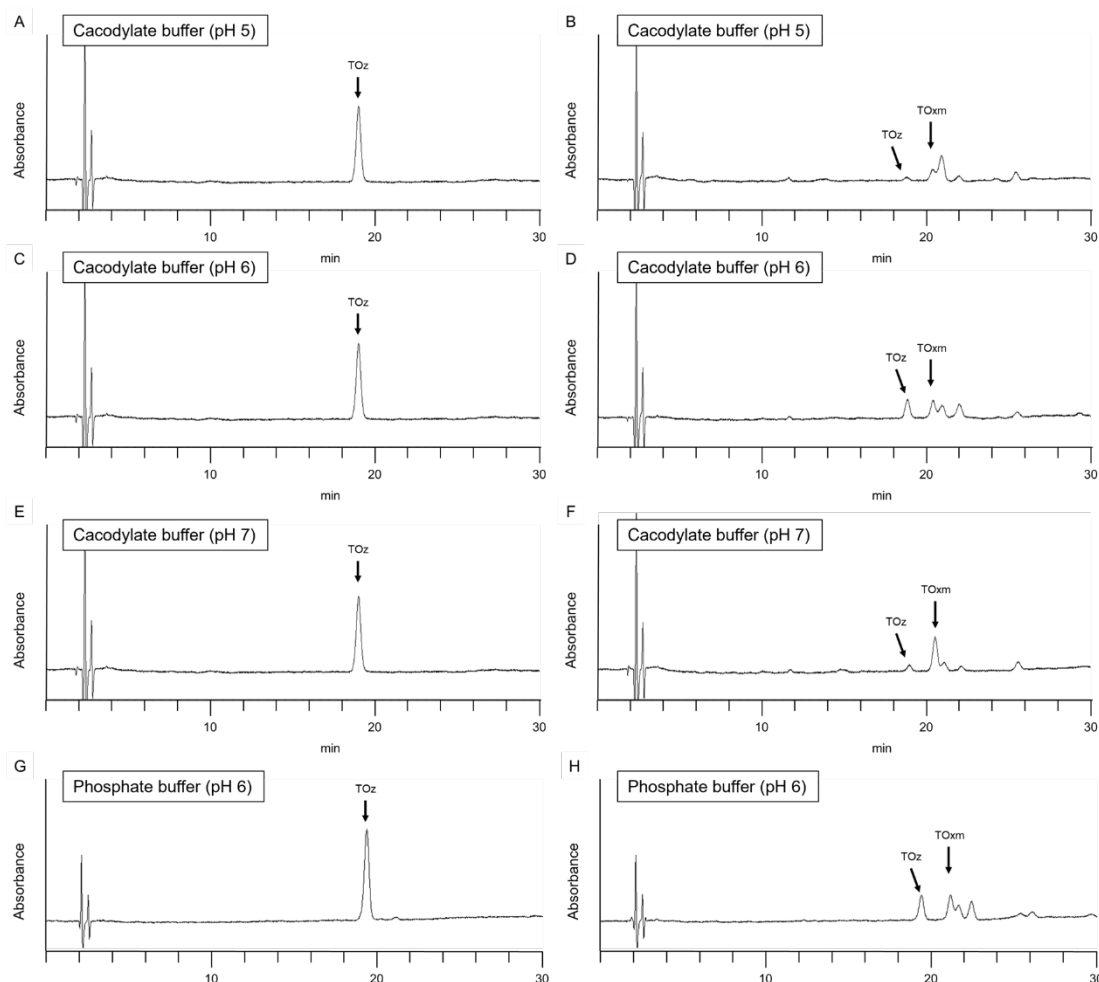 A
Cacodylate buffer (pH 5)
TOz
Absorbance
10
20
30
min
B
Cacodylate buffer (pH 5)
TOz
TOxm
Absorbance
10
20
30
min
C
Cacodylate buffer (pH 6)
TOz
Absorbance
10
20
30
min
D
Cacodylate buffer (pH 6)
TOz
TOxm
Absorbance
10
20
30
min
E
Cacodylate buffer (pH 7)
TOz
Absorbance
10
20
30
min
F
Cacodylate buffer (pH 7)
TOz
TOxm
Absorbance
10
20
30
min
G
Phosphate buffer (pH 6)
TOz
Absorbance
10
20
30
H
Phosphate buffer (pH 6)
TOz
TOxm
Absorbance
10
20
30